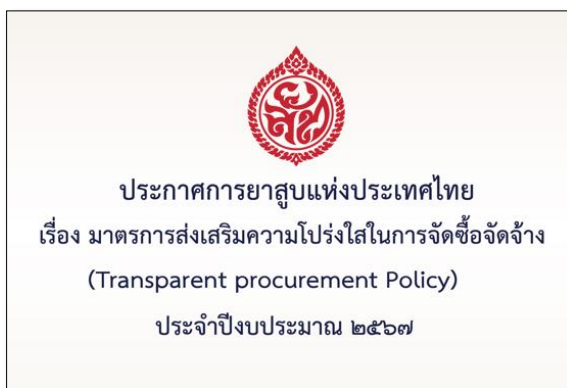 ประกาศการยาสูบแห่งประเทศไทย
เรื่อง มาตรการส่งเสริมความโปร่งใสในการจัดซื้อจัดจ้าง
(Transparent procurement Policy)
ประจำปีงบประมาณ ๒๕๖๗